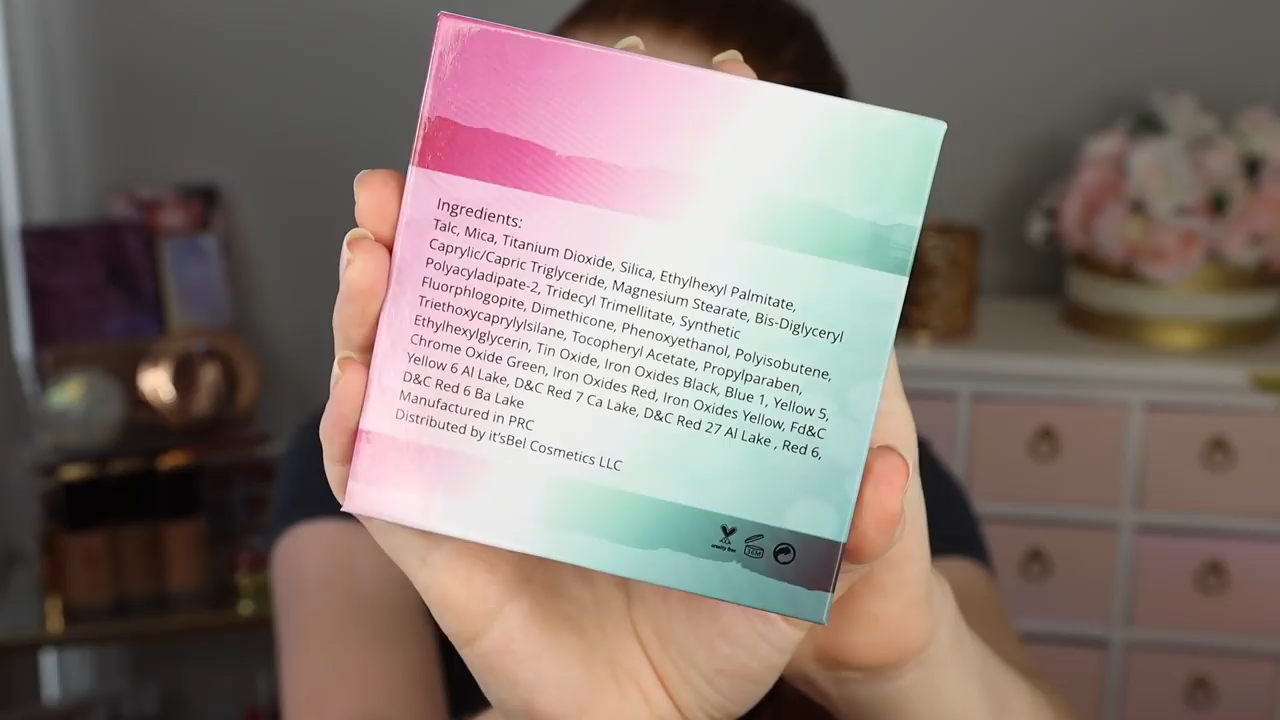 Ingredients:
Talc, Mica, Titanium Dioxide, Silica, Ethylhexyl Palmitate,
Caprylic/Capric Triglyceride, Magnesium Stearate, Bis-Diglyceryl
Polyacyladipate-2, Tridecyl Trimellitate, Synthetic
Fluorphlogopite, Dimethicone, Phenoxyethanol, Polyisobutene,
Triethoxycaprylylsilane, Tocopheryl Acetate, Propylparaben,
Ethylhexylglycerin, Tin Oxide, Iron Oxides Black, Blue 1, Yellow 5,
Chrome Oxide Green, Iron Oxides Red, Iron Oxides Yellow, Fd&C
Yellow 6 Al Lake, D&C Red 7 Ca Lake, D&C Red 27 Al Lake , Red 6,
D&C Red 6 Ba Lake
Manufactured in PRC
Distributed by it'sBel Cosmetics LLC
cruelty free